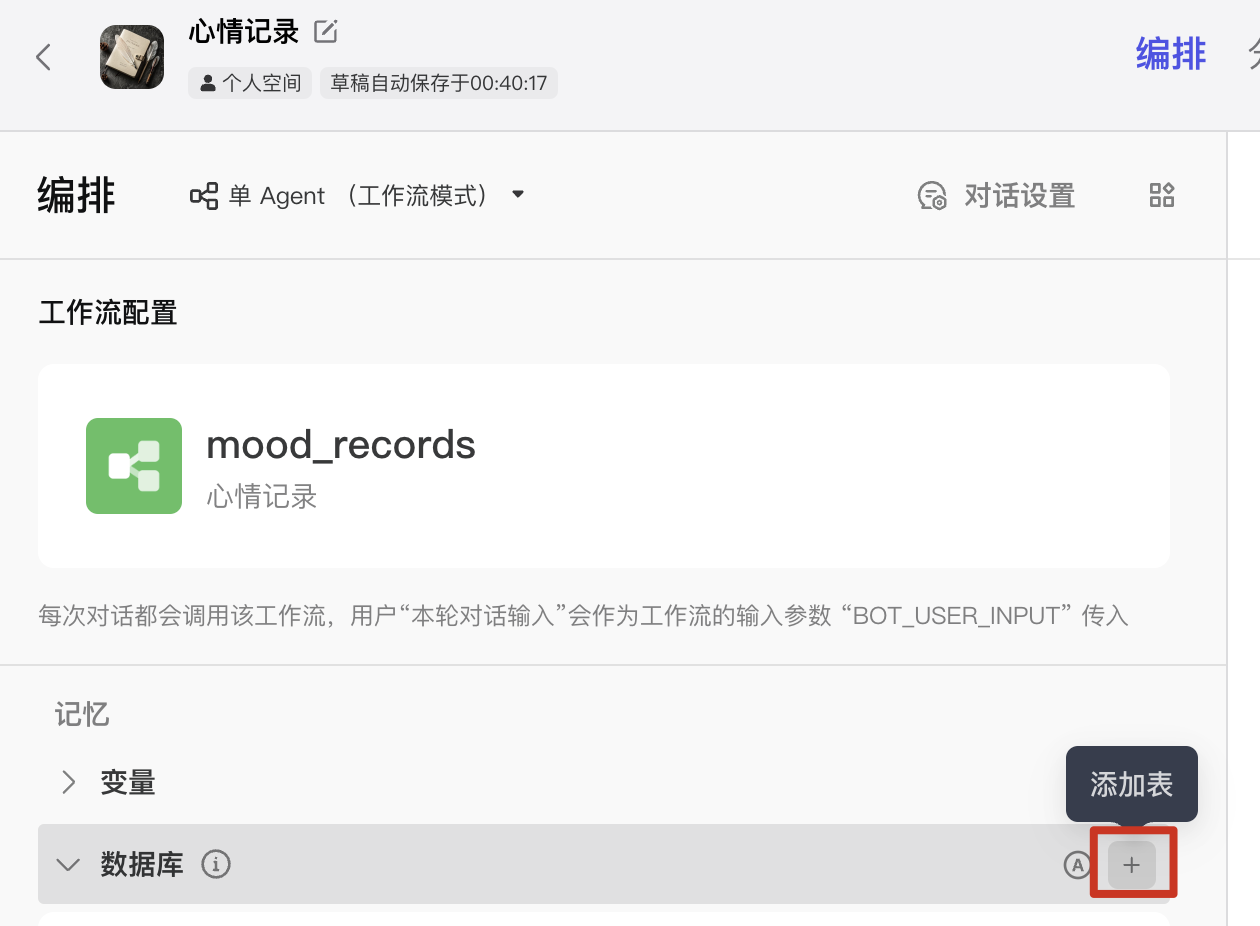 心情记录
个人空间 草稿自动保存于00:40:17
编排
编排 单 Agent （工作流模式） 对话设置
工作流配置
mood_records
心情记录
每次对话都会调用该工作流，用户“本轮对话输入”会作为工作流的输入参数 “BOT_USER_INPUT” 传入
记忆
变量
添加表
数据库 A